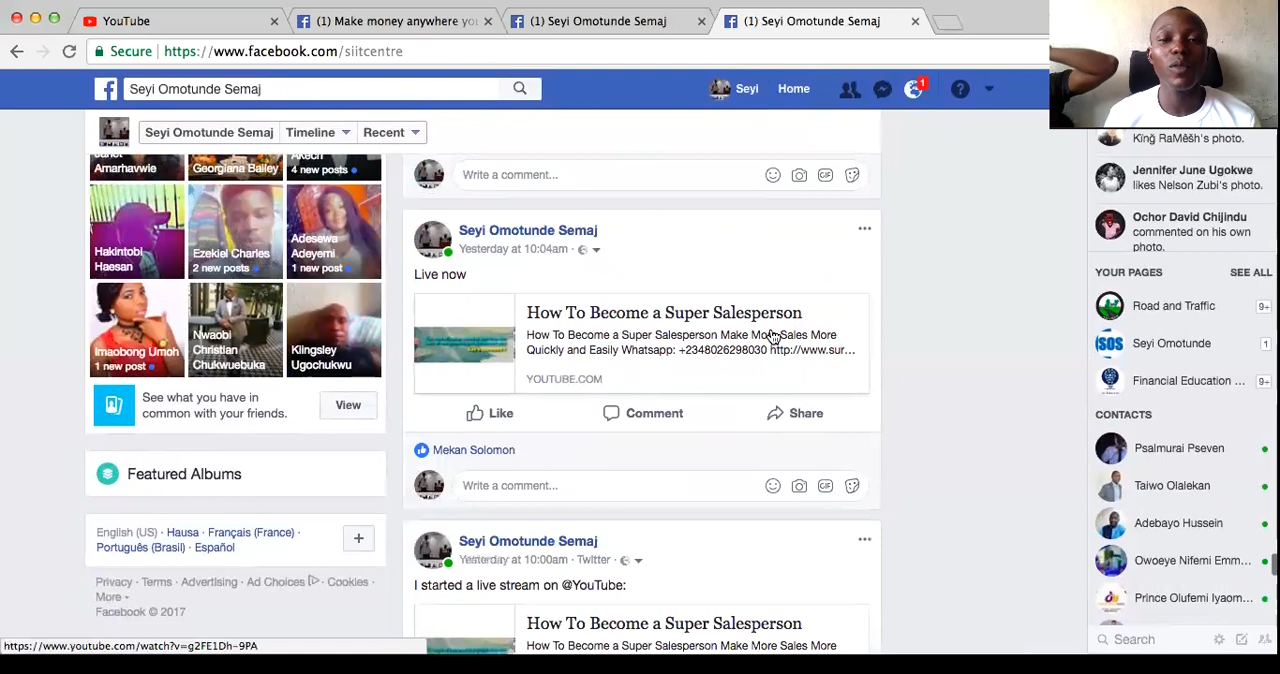 YouTube
(1) Make money anywhere yo
(1) Seyi Omotunde Semaj
(1) Seyi Omotunde Semaj
Secure
https://www.facebook.com/siitcentre
Seyi Omotunde Semaj
Seyi
Home
1
Seyi Omotunde Semaj
Timeline
Recent
Amarhavwie
Georgiana Bailey
4 new posts
Hakintobi
Haesan
Ezekiel Charles
2 new posts
Adesewa
Adeyemi
1 new post
Imaobong Umoh
1 new post
Nwaobi
Christian
Chukwuebuka
Klingsley
Ugochukwu
See what you have in
common with your friends.
View
Featured Albums
English (US) · Hausa · Français (France) ·
Português (Brasil) · Español
Privacy · Terms · Advertising · Ad Choices · Cookies ·
More
Facebook © 2017
https://www.youtube.com/watch?v=g2FE1Dh-9PA
Write a comment...
GIF
Seyi Omotunde Semaj
Yesterday at 10:04am ·
Live now
How To Become a Super Salesperson
How To Become a Super Salesperson Make More Sales More
Quickly and Easily Whatsapp: +2348026298030 http://www.sur...
YOUTUBE.COM
Like
Comment
Share
Mekan Solomon
Write a comment...
GIF
Seyi Omotunde Semaj
Yesterday at 10:00am · Twitter ·
I started a live stream on @YouTube:
How To Become a Super Salesperson
How To Become a Super Salesperson Make More Sales More
King RaMêsh's photo.
Jennifer June Ugokwe
likes Nelson Zubi's photo.
Ochor David Chijindu
commented on his own
photo.
YOUR PAGES
SEE ALL
Road and Traffic
9+
SOS
Seyi Omotunde
1
Financial Education ...
9+
CONTACTS
Psalmurai Pseven
Taiwo Olalekan
Adebayo Hussein
Owoeye Nifemi Emm...
Prince Olufemi Iyaom...
Search